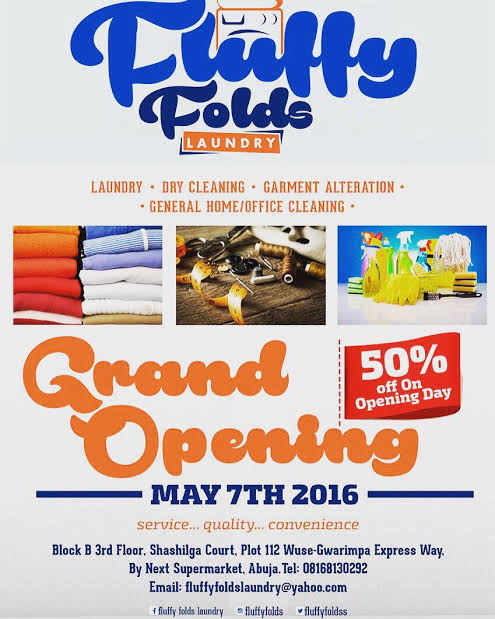 Fluffy
Folds
LAUNDRY
LAUNDRY • DRY CLEANING • GARMENT ALTERATION •
• GENERAL HOME/OFFICE CLEANING •
Grand
Opening
50%
off On
Opening Day
MAY 7TH 2016
service... quality... convenience
Block B 3rd Floor, Shashilga Court, Plot 112 Wuse-Gwarimpa Express Way,
By Next Supermarket, Abuja.Tel: 08168130292
Email: fluffyfoldslaundry@yahoo.com
fluffy folds laundry fluffyfolds fluffyfoldss